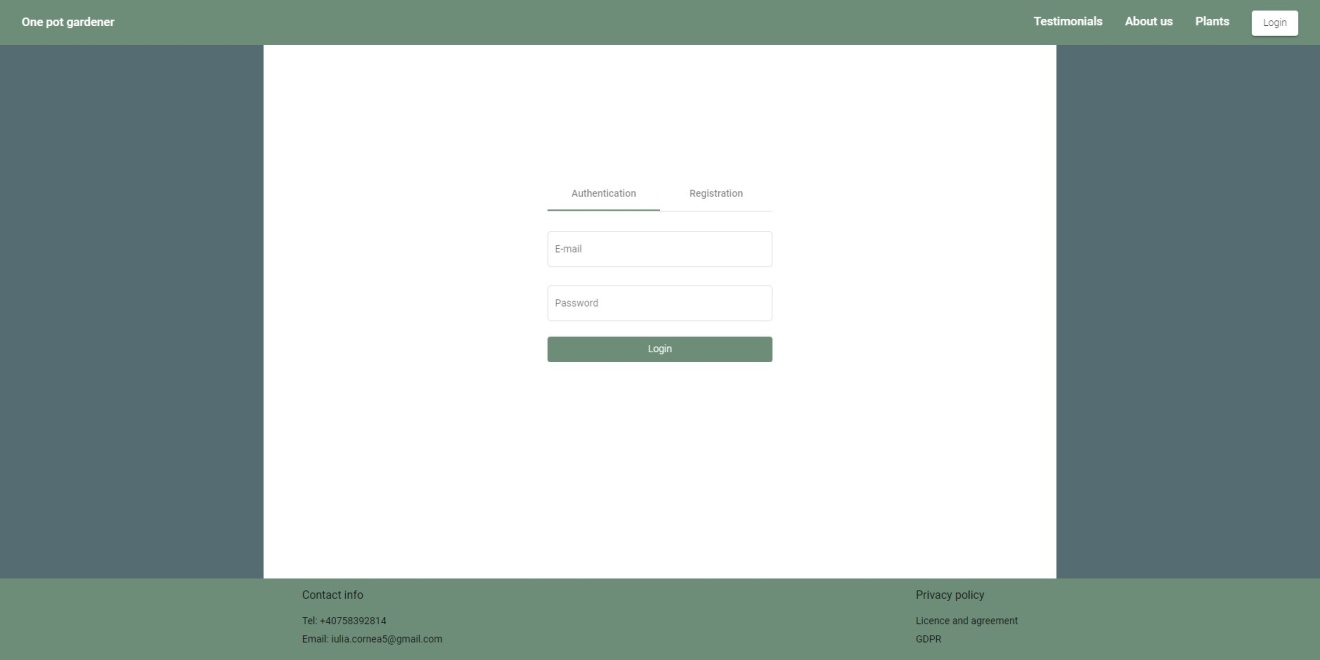 One pot gardener
Testimonials About us Plants Login
Authentication Registration
E-mail
Password
Login
Contact info
Tel: +40758392814
Email: iulia.cornea5@gmail.com
Privacy policy
Licence and agreement
GDPR